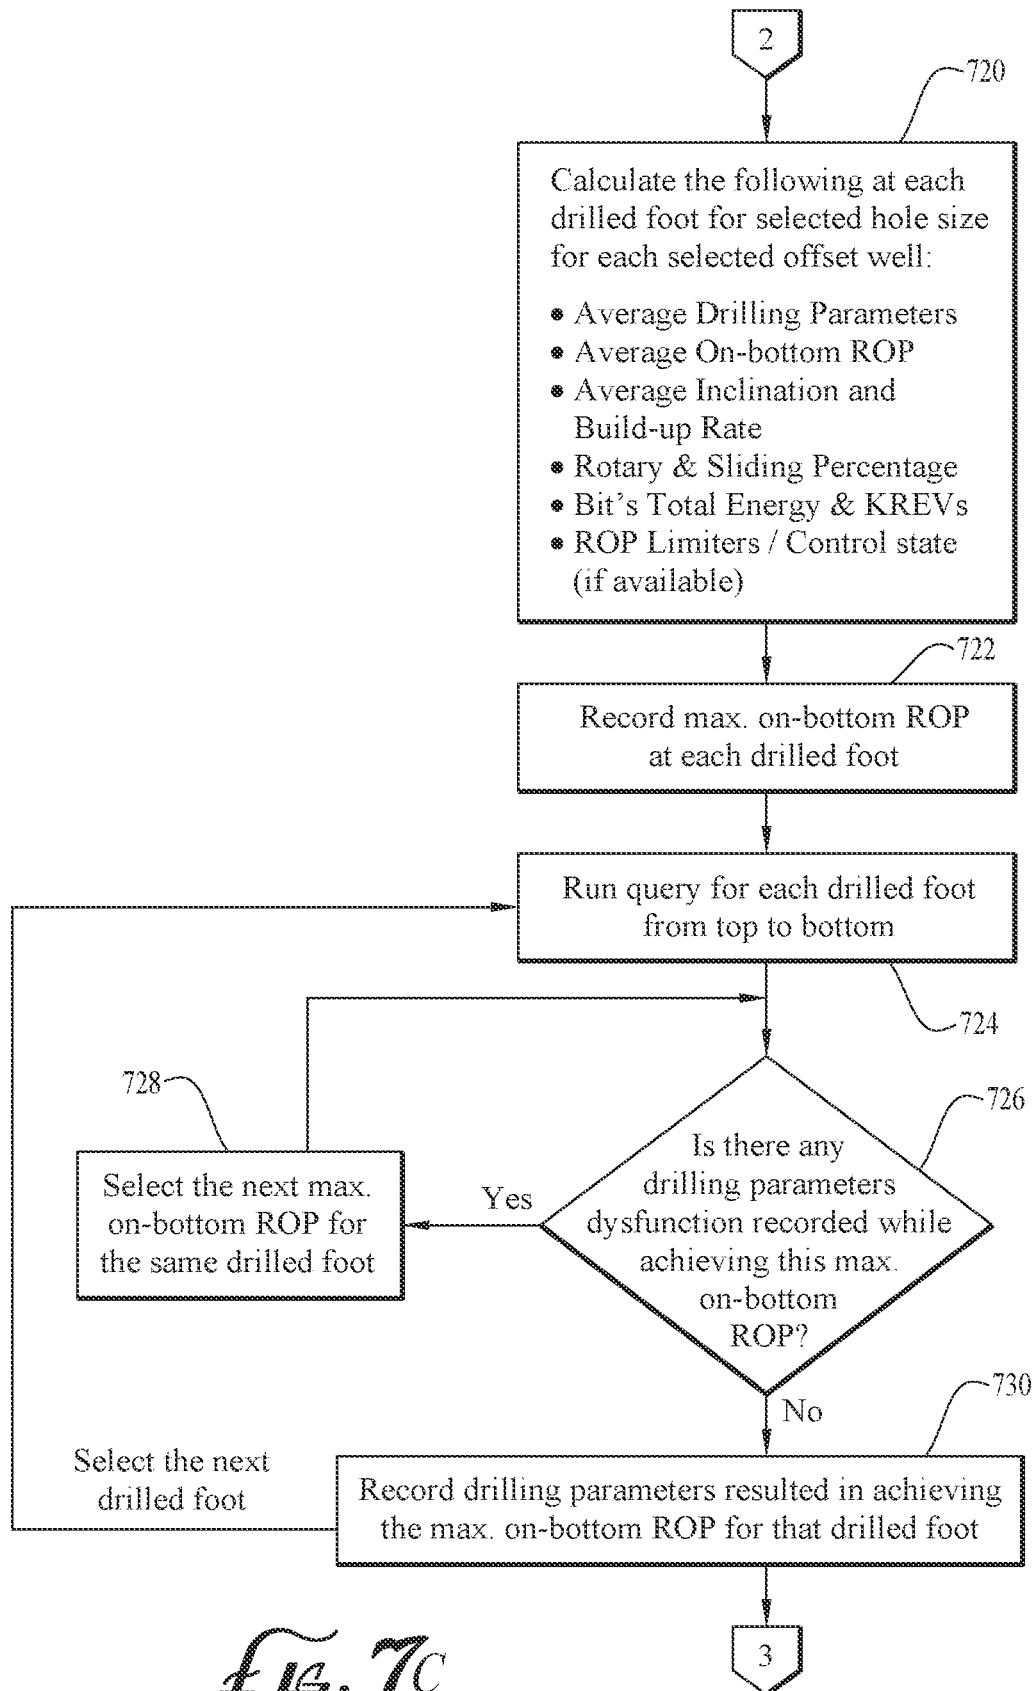 2
720
Calculate the following at each
drilled foot for selected hole size
for each selected offset well:
• Average Drilling Parameters
• Average On-bottom ROP
• Average Inclination and
Build-up Rate
• Rotary & Sliding Percentage
• Bit's Total Energy & KREVs
• ROP Limiters / Control state
(if available)
722
Record max. on-bottom ROP
at each drilled foot
Run query for each drilled foot
from top to bottom
724
728
726
Select the next max.
on-bottom ROP for
the same drilled foot
Yes
Is there any
drilling parameters
dysfunction recorded while
achieving this max.
on-bottom
ROP?
No
730
Select the next
drilled foot
Record drilling parameters resulted in achieving
the max. on-bottom ROP for that drilled foot
3
FIG. 7C